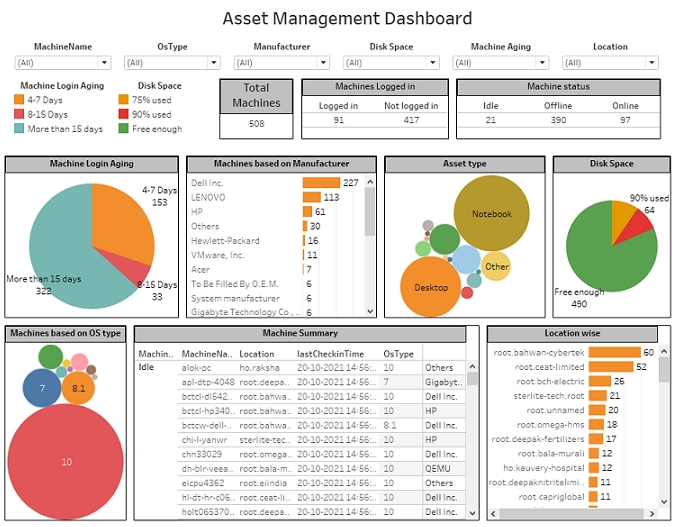 Asset Management Dashboard
MachineName OsType Manufacturer Disk Space Machine Aging Location
(All) (All) (All) (All) (All) (All)
Machine Login Aging
4-7 Days
8-15 Days
More than 15 days
Disk Space
75% used
90% used
Free enough
Total
Machines
508
Machines Logged in
Logged in Not logged in
91 417
Machine status
Idle Offline Online
21 390 97
Machine Login Aging
4-7 Days
153
8-15 Days
33
More than 15 days
322
Machines based on Manufacturer
Dell Inc. 227
LENOVO 113
HP 61
Others 30
Hewlett-Packard 16
VMware, Inc. 11
Acer 7
To Be Filled By O.E.M. 6
System manufacturer 6
Gigabyte Technology Co., .. 6
Asset type
Notebook
Other
Desktop
Disk Space
90% used
64
Free enough
490
Machines based on OS type
7
8.1
10
Machine Summary
Machin.. MachineNa.. Location lastCheckinTime OsType
Idle alok-pc ho.raksha 20-10-2021 14:56:.. 10 Others
apl-dtp-4048 root.deepa.. 20-10-2021 14:56:.. 7 Gigabyt..
bctcl-dl542.. root.bahwa.. 20-10-2021 14:56:.. 10 Dell Inc.
bctcl-hp340.. root.bahwa.. 20-10-2021 14:56:.. 10 HP
bctcw-dell-.. root.bahwa.. 20-10-2021 14:56:.. 8.1 Dell Inc.
chi-l-yanwr sterlite-tec.. 20-10-2021 14:56:.. 10 HP
chn33029 root.omega.. 20-10-2021 14:56:.. 10 Dell Inc.
dh-blr-veea.. root.bala-m.. 20-10-2021 14:56:.. 10 QEMU
eicpu4362 root.eiindia 20-10-2021 14:56:.. 10 Others
hl-dt-hr-c06.. root.ceat-li.. 20-10-2021 14:56:.. 10 Dell Inc.
holt065370.. root.deepa.. 20-10-2021 14:56:.. 10 Dell Inc.
Location wise
root.bahwan-cybertek 60
root.ceat-limited 52
root.bch-electric 26
sterlite-tech.root 21
root.unnamed 20
root.omega-hms 18
root.deepak-fertilizers 17
root.bala-murali 12
ho.kauvery-hospital 12
root.deepaknitritelimi.. 11
root.capriglobal 11